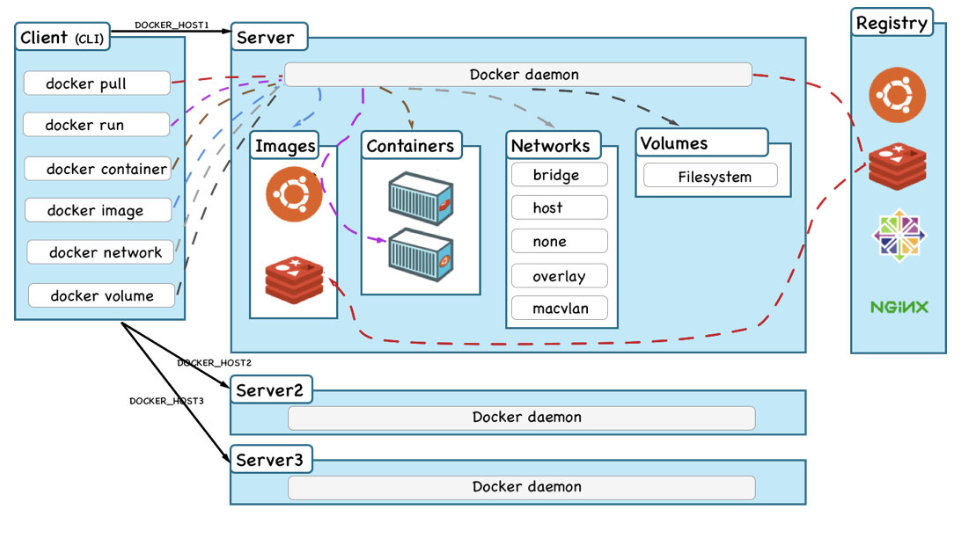 DOCKER_HOST1
Client (CLI)
docker pull
docker run
docker container
docker image
docker network
docker volume
Server
Docker daemon
Images
Containers
Networks
bridge
host
none
overlay
macvlan
Volumes
Filesystem
Registry
NGiNX
DOCKER_HOST2
DOCKER_HOST3
Server2
Docker daemon
Server3
Docker daemon